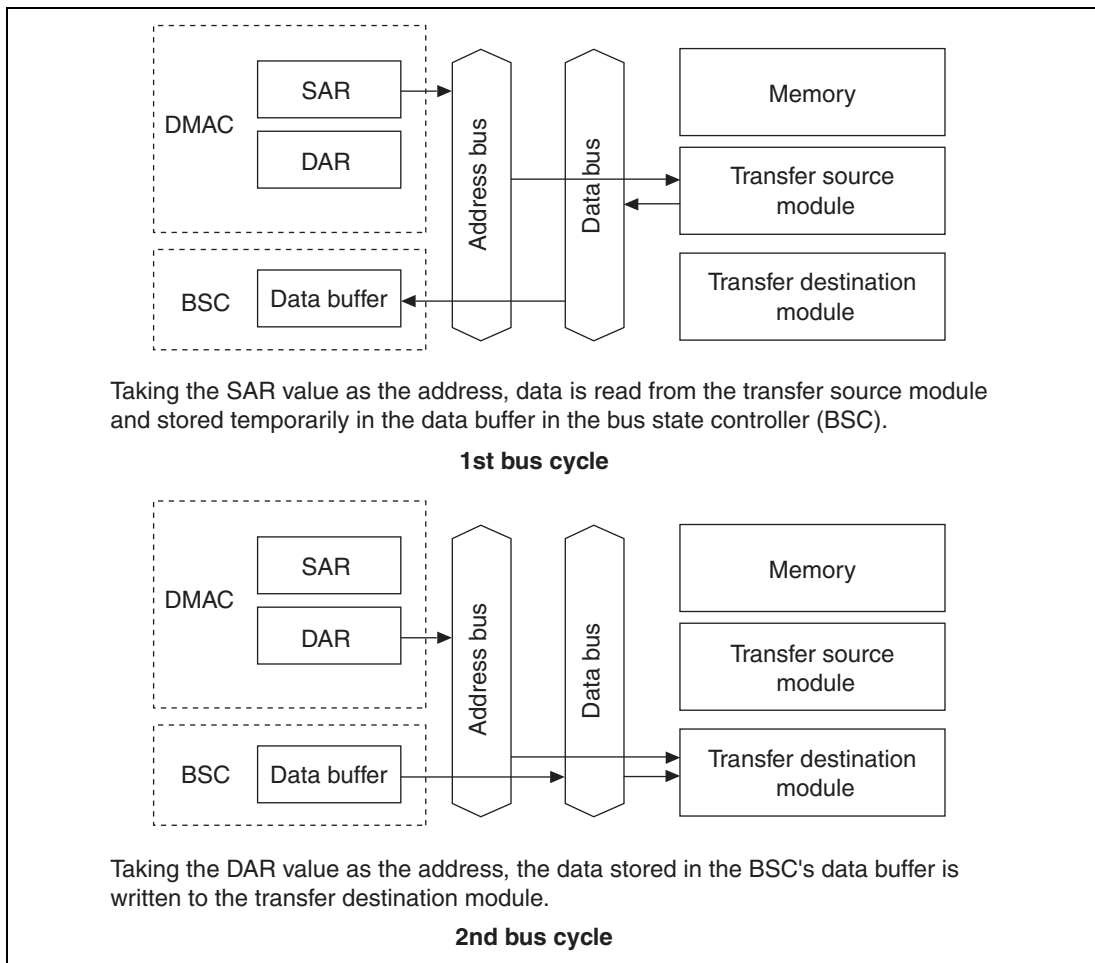 SAR
Memory
DMAC
DAR
Address bus
Data bus
Transfer source
module
BSC
Data buffer
Transfer destination
module
Taking the SAR value as the address, data is read from the transfer source module
and stored temporarily in the data buffer in the bus state controller (BSC).
1st bus cycle
SAR
Memory
DMAC
DAR
Address bus
Data bus
Transfer source
module
BSC
Data buffer
Transfer destination
module
Taking the DAR value as the address, the data stored in the BSC's data buffer is
written to the transfer destination module.
2nd bus cycle